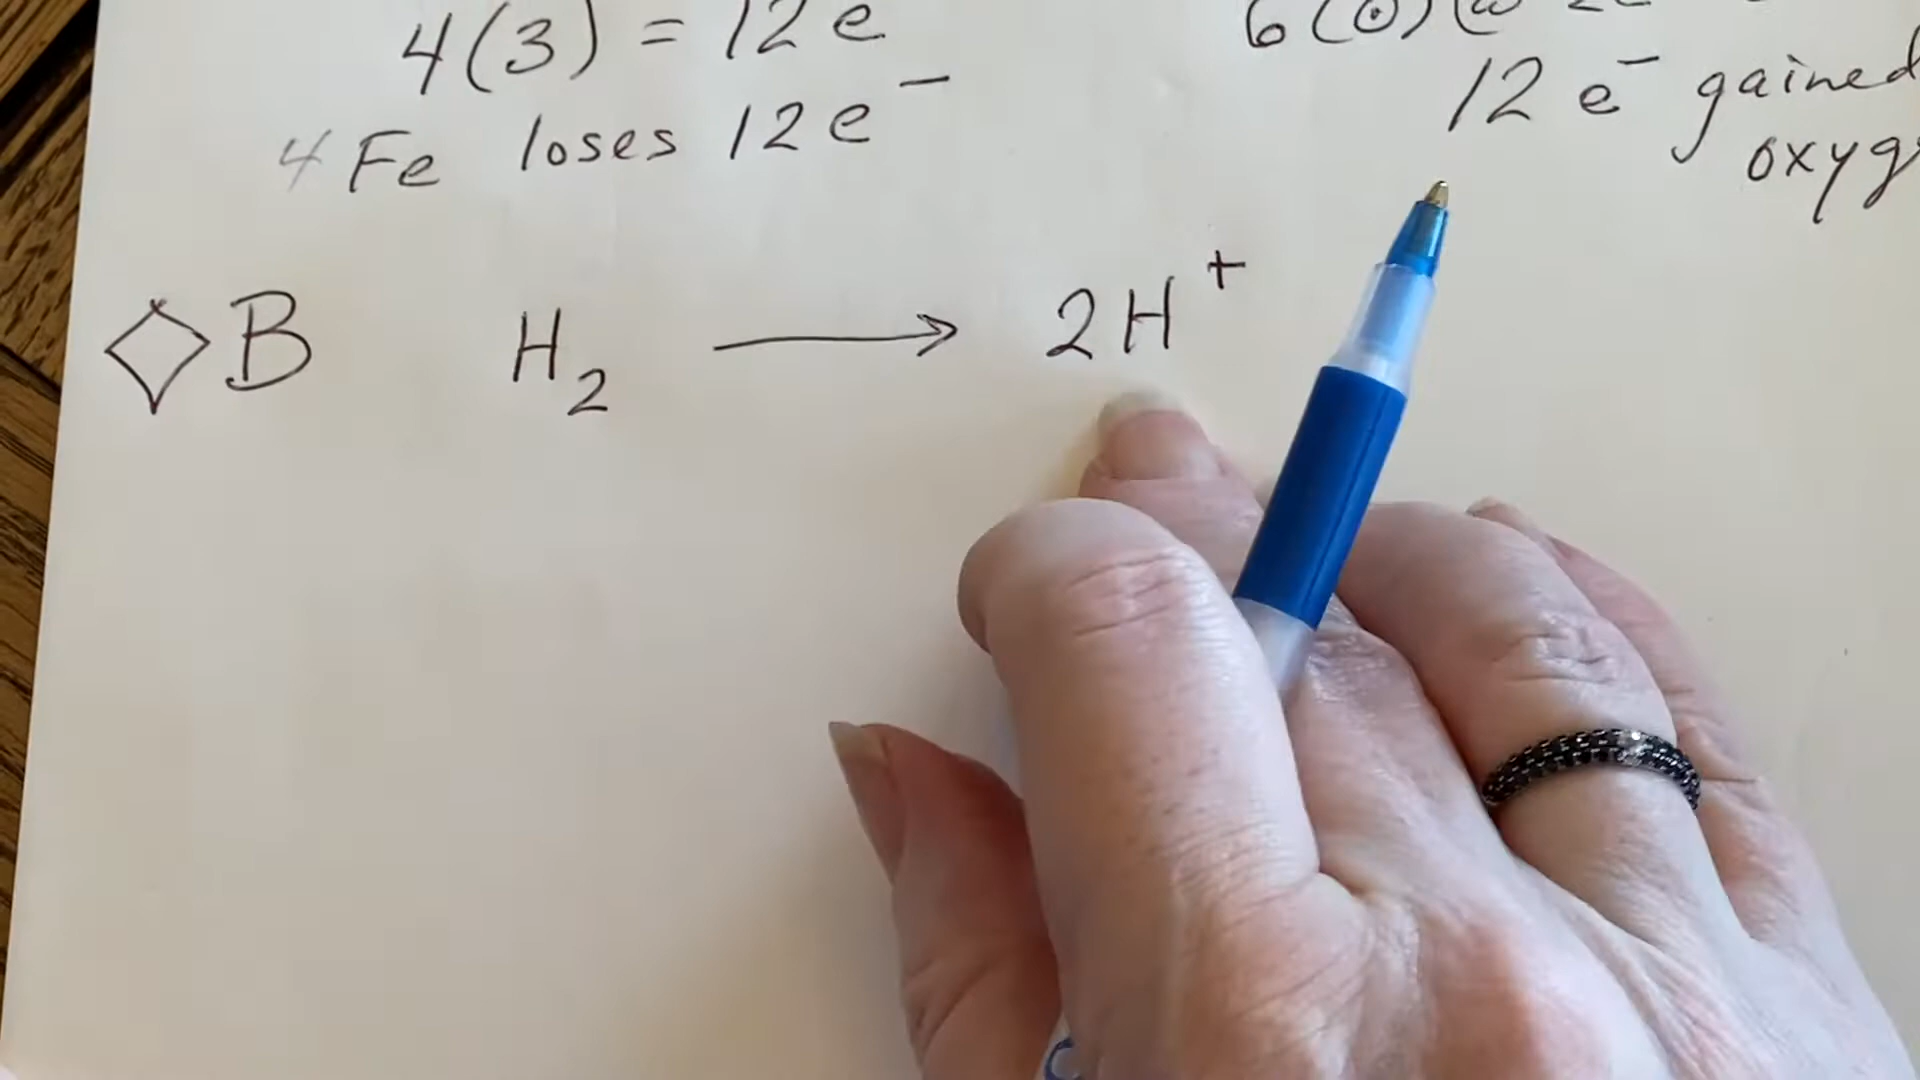 4(3) = 12e
4 Fe loses 12e⁻
12 e⁻ gained
◇B H₂ ⟶ 2H⁺